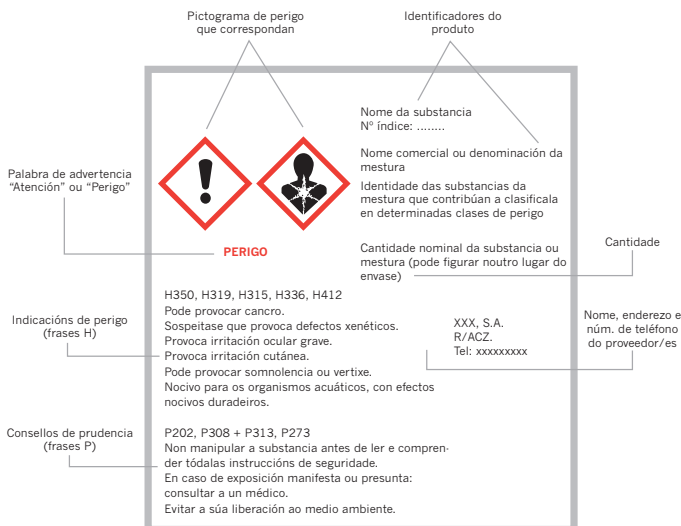 Pictograma de perigo
que correspondan
Identificadores do
produto
Nome da substancia
Nº índice: ........
Nome comercial ou denominación da
mestura
Identidade das substancias da
mestura que contribúan a clasificala
en determinadas clases de perigo
Palabra de advertencia
“Atención” ou “Perigo”
PERIGO
Cantidade nominal da substancia ou
mestura (pode figurar noutro lugar do
envase)
Cantidade
H350, H319, H315, H336, H412
Pode provocar cancro.
Sospeitase que provoca defectos xenéticos.
Provoca irritación ocular grave.
Provoca irritación cutánea.
Pode provocar somnolencia ou vertixe.
Nocivo para os organismos acuáticos, con efectos
nocivos duradeiros.
Indicacións de perigo
(frases H)
XXX, S.A.
R/ACZ.
Tel: xxxxxxxxx
Nome, enderezo e
núm. de teléfono
do proveedor/es
Consellos de prudencia
(frases P)
P202, P308 + P313, P273
Non manipular a substancia antes de ler e compren-
der tódalas instruccións de seguridade.
En caso de exposición manifesta ou presunta:
consultar a un médico.
Evitar a súa liberación ao medio ambiente.